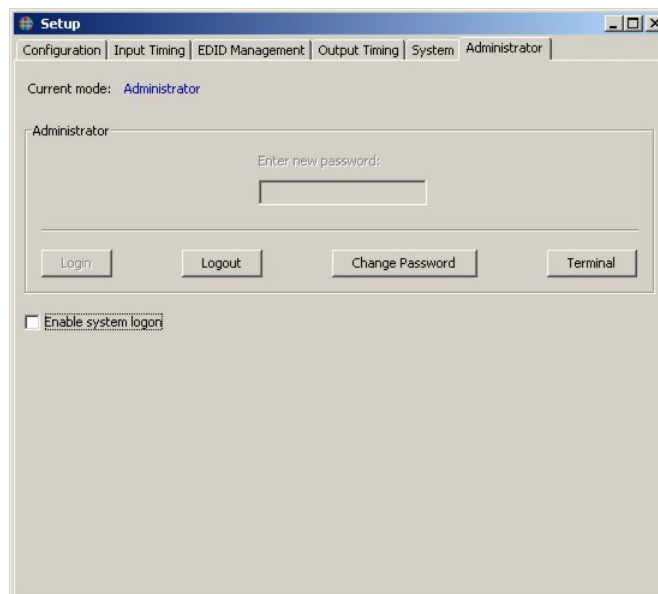 Setup
Configuration Input Timing EDID Management Output Timing System Administrator
Current mode: Administrator
Administrator
Enter new password:
Login Logout Change Password Terminal
Enable system logon